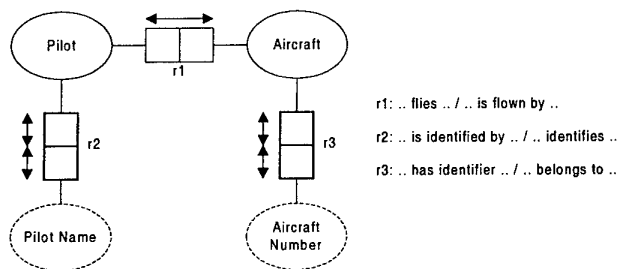 Pilot
Aircraft
r1
r1: .. flies .. / .. is flown by ..
r2
r3
r2: .. is identified by .. / .. identifies ..
r3: .. has identifier .. / .. belongs to ..
Pilot Name
Aircraft
Number